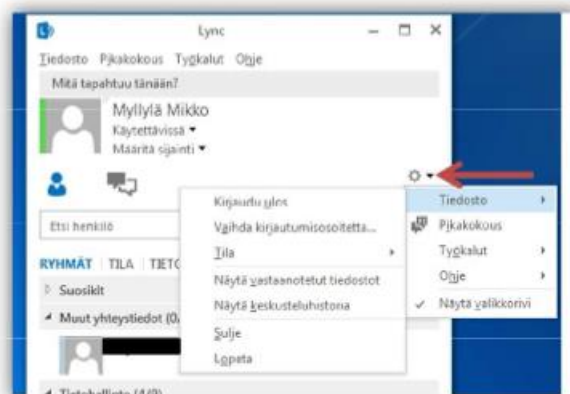 Lync
Tiedosto Pikakokous Työkalut Ohje
Mitä tapahtuu tänään?
Myllylä Mikko
Käytettävissä
Määritä sijainti
Etsi henkilö
RYHMÄT TILA
Suosikit
Muut yhteystiedot
Kirjaudu ulos
Vaihda kirjautumisosoitetta...
Tila
Näytä vastaanotetut tiedostot
Näytä keskusteluhistoria
Sulje
Lopeta
Tiedosto
Pikakokous
Työkalut
Ohje
Näytä valikkorivi